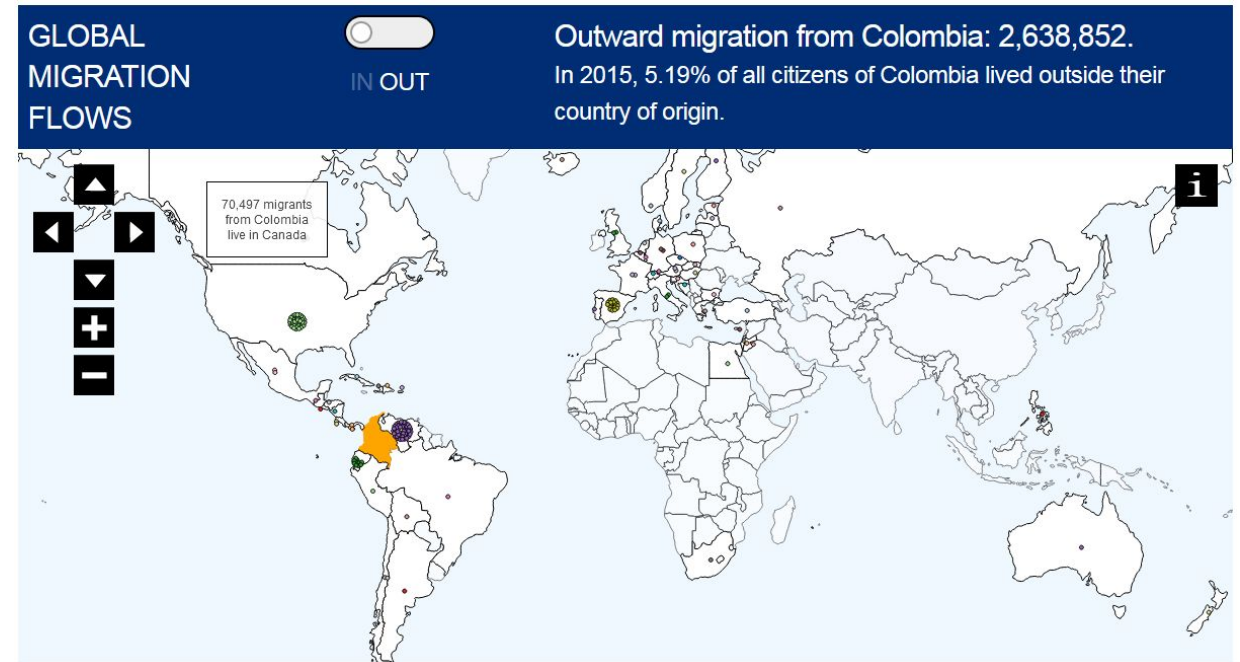 GLOBAL
MIGRATION
FLOWS
IN OUT
Outward migration from Colombia: 2,638,852.
In 2015, 5.19% of all citizens of Colombia lived outside their
country of origin.
70,497 migrants
from Colombia
live in Canada
i